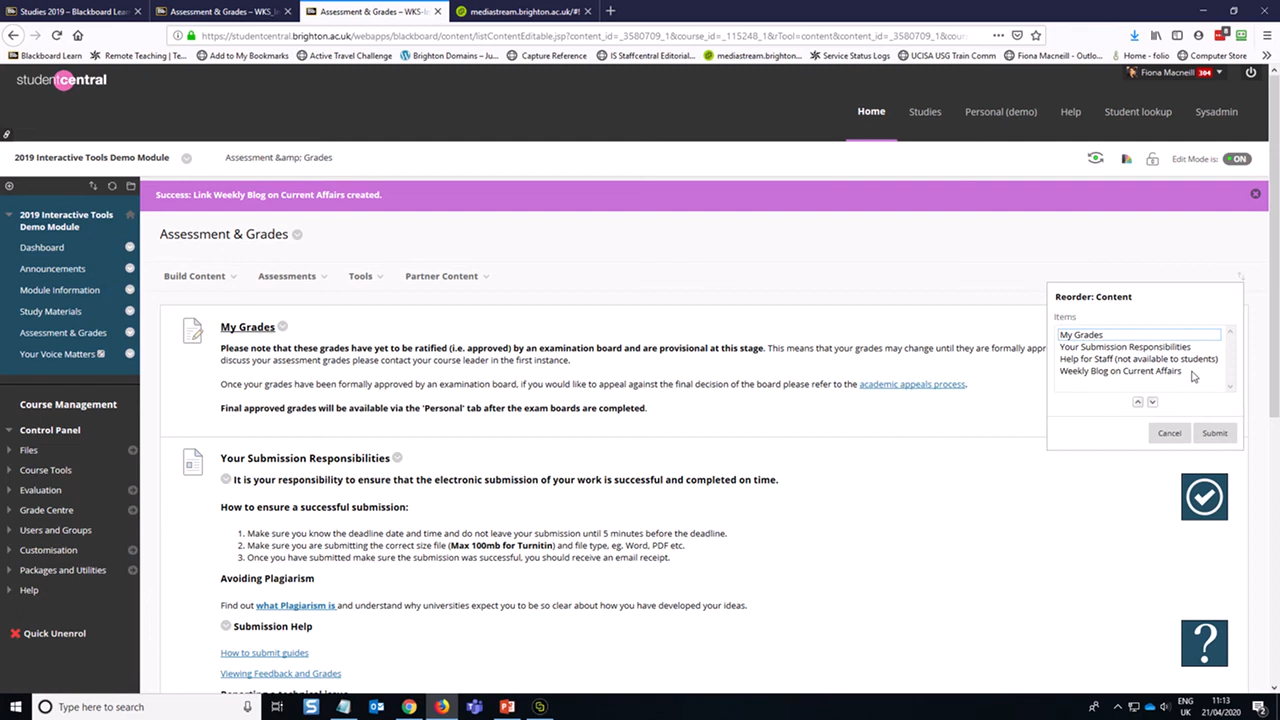 Studies 2019 – Blackboard Lear
Assessment & Grades – WKS_I
Assessment & Grades – WKS-In
mediastream.brighton.ac.uk/#!
https://studentcentral.brighton.ac.uk/webapps/blackboard/content/listContentEditable.jsp?content_id=_3580709_1&course_id=_115248_1&rTool=content&content_id=_3580709_1&cou
Blackboard Learn
Remote Teaching | Te...
Add to My Bookmarks
Active Travel Challenge
Brighton Domains – Ju...
Capture Reference
IS Staffcentral Editorial...
mediastream.brighton...
Service Status Logs
UCISA USG Train Comm
Fiona Macneill – Outlo...
Home - folio
Computer Store
studentcentral
Fiona Macneill 304
Home
Studies
Personal (demo)
Help
Student lookup
Sysadmin
2019 Interactive Tools Demo Module
Assessment &amp; Grades
Edit Mode is:
ON
Success: Link Weekly Blog on Current Affairs created.
2019 Interactive Tools
Demo Module
Dashboard
Announcements
Module Information
Study Materials
Assessment & Grades
Your Voice Matters
Course Management
Control Panel
Files
Course Tools
Evaluation
Grade Centre
Users and Groups
Customisation
Packages and Utilities
Help
Quick Unenrol
Assessment & Grades
Build Content
Assessments
Tools
Partner Content
My Grades
Please note that these grades have yet to be ratified (i.e. approved) by an examination board and are provisional at this stage. This means that your grades may change until they are formally appr
discuss your assessment grades please contact your course leader in the first instance.
Once your grades have been formally approved by an examination board, if you would like to appeal against the final decision of the board please refer to the academic appeals process.
Final approved grades will be available via the 'Personal' tab after the exam boards are completed.
Your Submission Responsibilities
It is your responsibility to ensure that the electronic submission of your work is successful and completed on time.
How to ensure a successful submission:
1. Make sure you know the deadline date and time and do not leave your submission until 5 minutes before the deadline.
2. Make sure you are submitting the correct size file (Max 100mb for Turnitin) and file type, eg. Word, PDF etc.
3. Once you have submitted make sure the submission was successful, you should receive an email receipt.
Avoiding Plagiarism
Find out what Plagiarism is and understand why universities expect you to be so clear about how you have developed your ideas.
Submission Help
How to submit guides
Viewing Feedback and Grades
Reporting a technical issue
Reorder: Content
Items
My Grades
Your Submission Responsibilities
Help for Staff (not available to students)
Weekly Blog on Current Affairs
Cancel
Submit
?
Type here to search
ENG
UK
11:13
21/04/2020
2